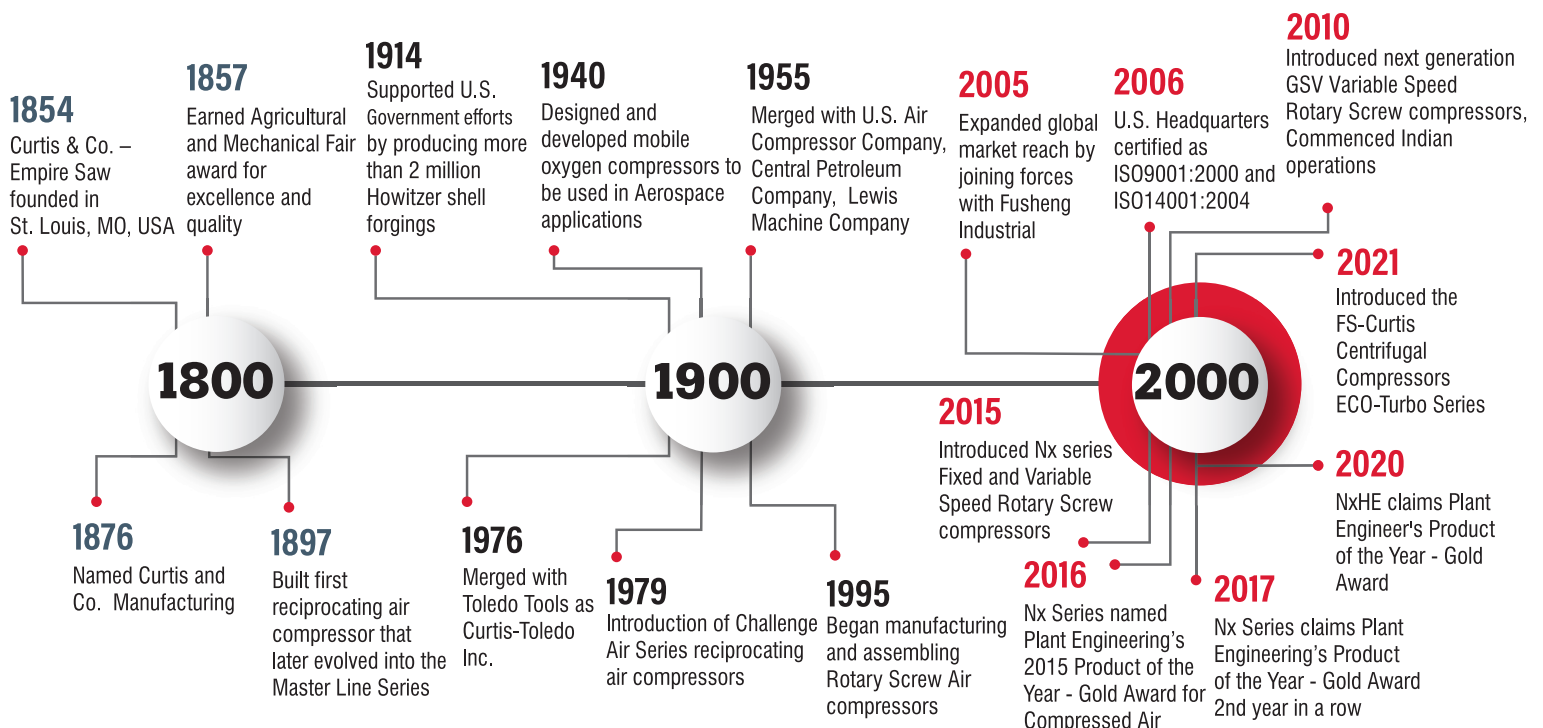 1854
Curtis & Co. –
Empire Saw
founded in
St. Louis, MO, USA
1857
Earned Agricultural
and Mechanical Fair
award for
excellence and
quality
1914
Supported U.S.
Government efforts
by producing more
than 2 million
Howitzer shell
forgings
1940
Designed and
developed mobile
oxygen compressors to
be used in Aerospace
applications
1955
Merged with U.S. Air
Compressor Company,
Central Petroleum
Company, Lewis
Machine Company
2005
Expanded global
market reach by
joining forces
with Fusheng
Industrial
2006
U.S. Headquarters
certified as
ISO9001:2000 and
ISO14001:2004
2010
Introduced next generation
GSV Variable Speed
Rotary Screw compressors,
Commenced Indian
operations
2021
Introduced the
FS-Curtis
Centrifugal
Compressors
ECO-Turbo Series
1800
1900
2000
1876
Named Curtis and
Co. Manufacturing
1897
Built first
reciprocating air
compressor that
later evolved into the
Master Line Series
1976
Merged with
Toledo Tools as
Curtis-Toledo
Inc.
1979
Introduction of Challenge
Air Series reciprocating
air compressors
1995
Began manufacturing
and assembling
Rotary Screw Air
compressors
2015
Introduced Nx series
Fixed and Variable
Speed Rotary Screw
compressors
2016
Nx Series named
Plant Engineering's
2015 Product of the
Year - Gold Award for
Compressed Air
2017
Nx Series claims Plant
Engineering's Product
of the Year - Gold Award
2nd year in a row
2020
NxHE claims Plant
Engineer's Product
of the Year - Gold
Award